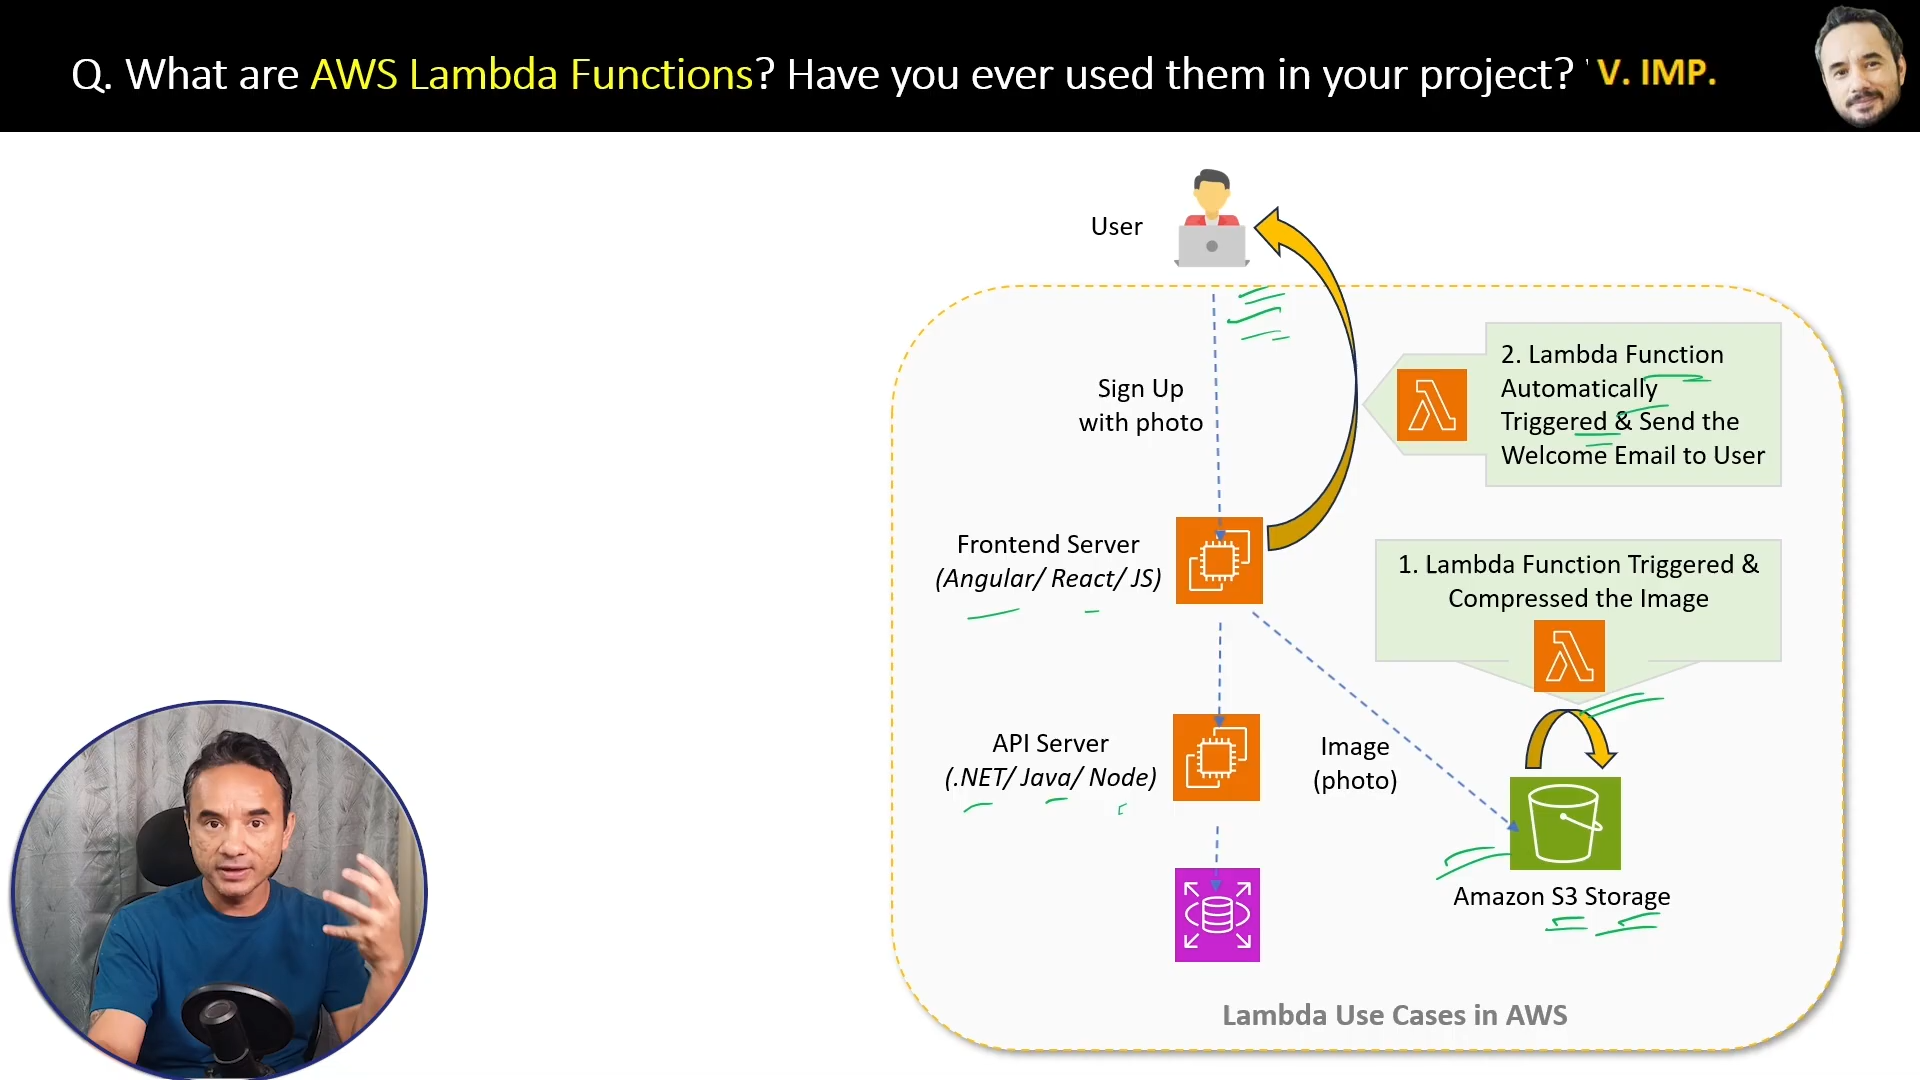 Q. What are AWS Lambda Functions? Have you ever used them in your project? V. IMP.
User
Sign Up
with photo
2. Lambda Function
Automatically
Triggered & Send the
Welcome Email to User
Frontend Server
(Angular/ React/ JS)
1. Lambda Function Triggered &
Compressed the Image
API Server
(.NET/ Java/ Node)
Image
(photo)
Amazon S3 Storage
Lambda Use Cases in AWS